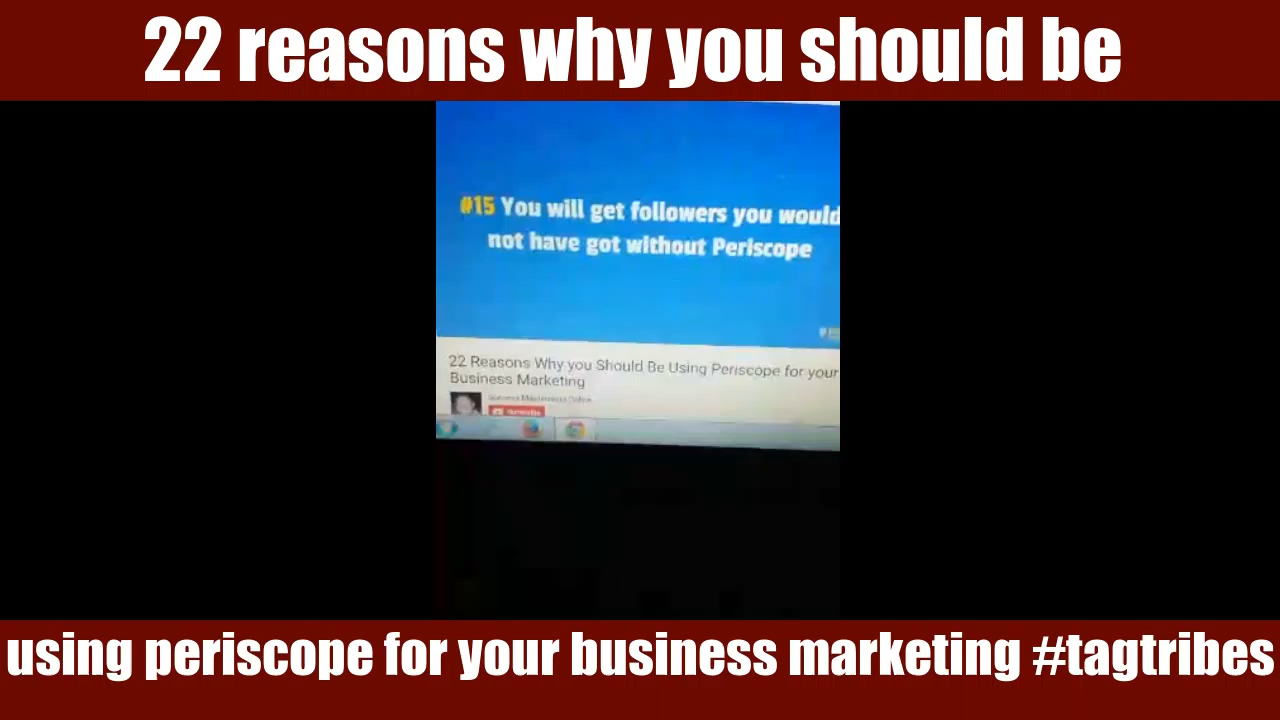 22 reasons why you should be
#15 You will get followers you would
not have got without Periscope
22 Reasons Why you Should Be Using Periscope for your
Business Marketing
Subscribe
using periscope for your business marketing #tagtribes